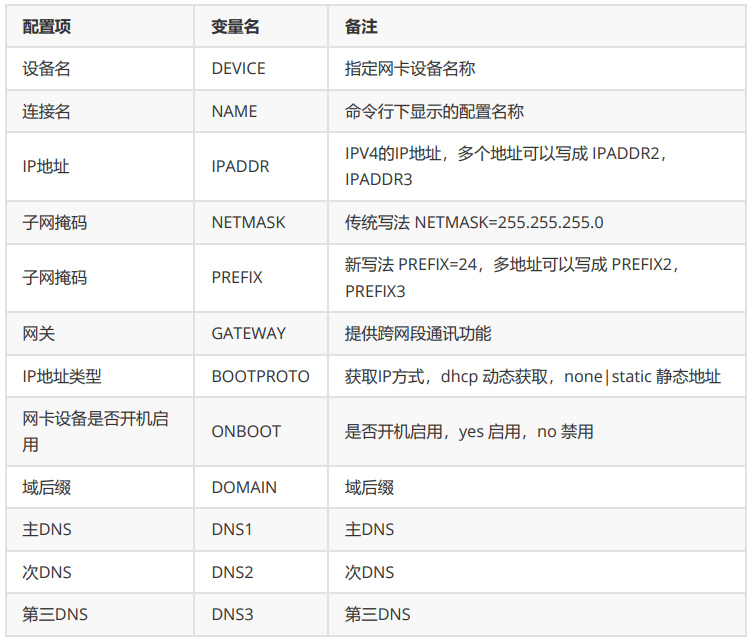 配置项 变量名 备注
设备名 DEVICE 指定网卡设备名称
连接名 NAME 命令行下显示的配置名称
IP地址 IPADDR IPV4的IP地址，多个地址可以写成 IPADDR2，
IPADDR3
子网掩码 NETMASK 传统写法 NETMASK=255.255.255.0
子网掩码 PREFIX 新写法 PREFIX=24，多地址可以写成 PREFIX2，
PREFIX3
网关 GATEWAY 提供跨网段通讯功能
IP地址类型 BOOTPROTO 获取IP方式，dhcp 动态获取，none|static 静态地址
网卡设备是否开机启
用 ONBOOT 是否开机启用，yes 启用，no 禁用
域后缀 DOMAIN 域后缀
主DNS DNS1 主DNS
次DNS DNS2 次DNS
第三DNS DNS3 第三DNS